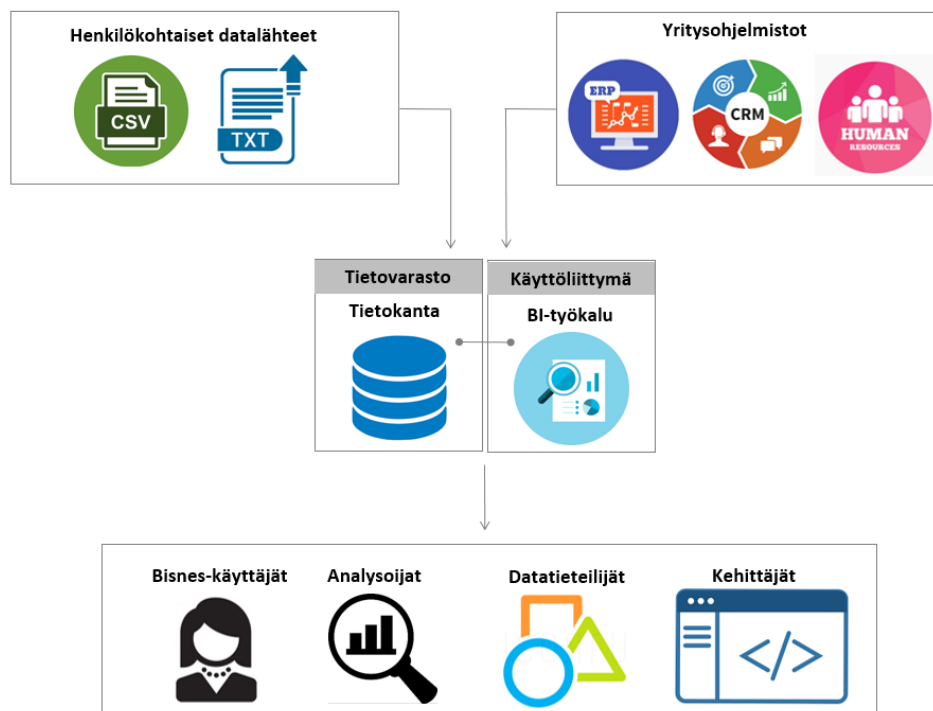 Henkilökohtaiset datalähteet
CSV
TXT
Yritysohjelmistot
ERP
CRM
HUMAN
RESOURCES
Tietovarasto
Käyttöliittymä
Tietokanta
BI-työkalu
Bisnes-käyttäjät
Analysoijat
Datatieteilijät
Kehittäjät
</>